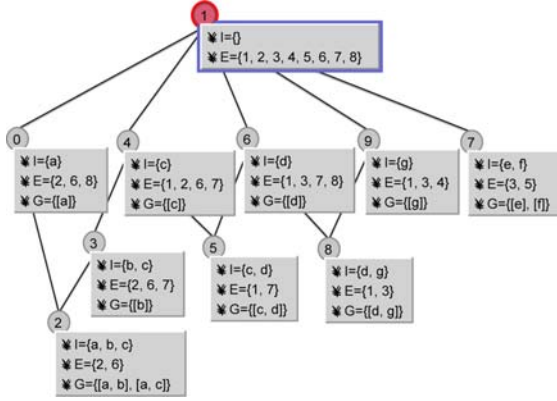 1
I={}
E={1, 2, 3, 4, 5, 6, 7, 8}
0
4
6
9
7
I={a}
E={2, 6, 8}
G={[a]}
I={c}
E={1, 2, 6, 7}
G={[c]}
I={d}
E={1, 3, 7, 8}
G={[d]}
I={g}
E={1, 3, 4}
G={[g]}
I={e, f}
E={3, 5}
G={[e], [f]}
3
5
8
I={b, c}
E={2, 6, 7}
G={[b]}
I={c, d}
E={1, 7}
G={[c, d]}
I={d, g}
E={1, 3}
G={[d, g]}
2
I={a, b, c}
E={2, 6}
G={[a, b], [a, c]}